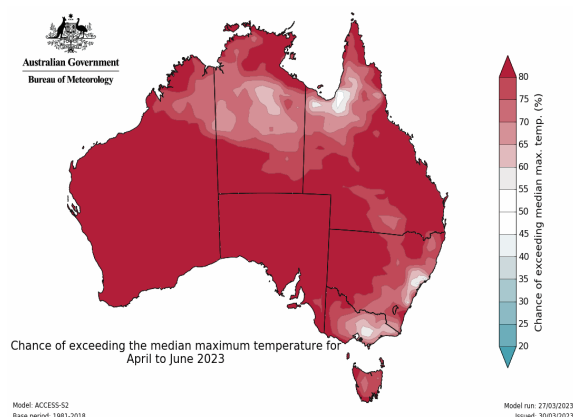 Australian Government
Bureau of Meteorology
80
75
70
65
60
55
50
45
40
35
30
25
20
Chance of exceeding median max. temp. (%)
Chance of exceeding the median maximum temperature for
April to June 2023
Model: ACCESS-S2
Base period: 1981-2018
Model run: 27/03/2023
Issued: 30/03/2023